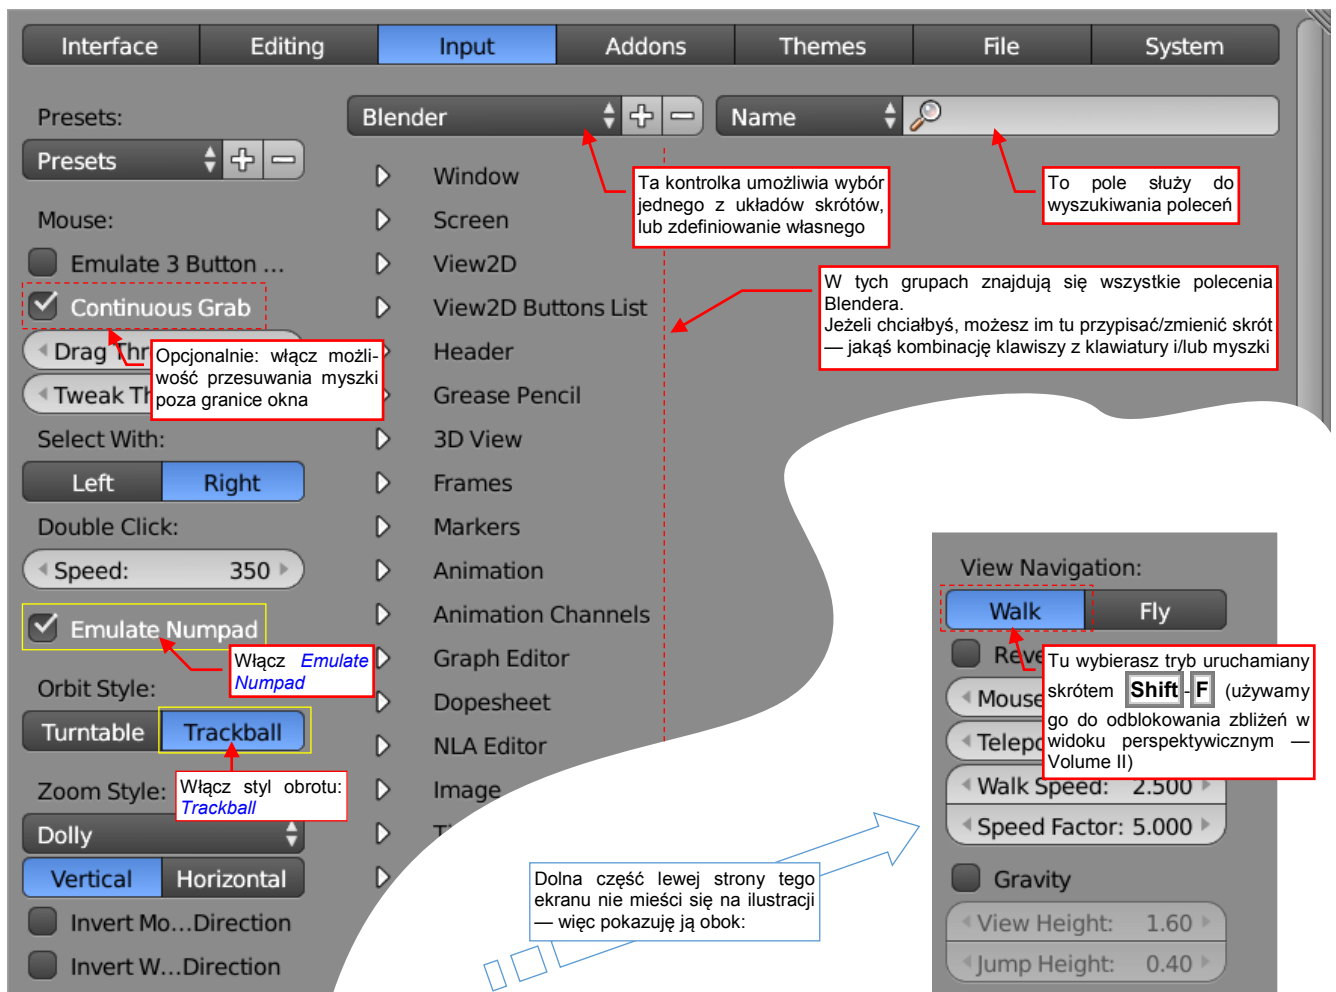 Interface Editing Input Addons Themes File System
Presets:
Presets
Mouse:
Emulate 3 Button ...
Continuous Grab
Drag Thr
Tweak Th
Opcjonalnie: włącz możli-
wość przesuwania myszki
poza granice okna
Select With:
Left Right
Double Click:
Speed: 350
Emulate Numpad
Włącz Emulate
Numpad
Orbit Style:
Turntable Trackball
Włącz styl obrotu:
Trackball
Zoom Style:
Dolly
Vertical Horizontal
Invert Mo...Direction
Invert W...Direction
Blender
Name
Window
Screen
View2D
View2D Buttons List
Header
Grease Pencil
3D View
Frames
Markers
Animation
Animation Channels
Graph Editor
Dopesheet
NLA Editor
Image
Ta kontrolka umożliwia wybór
jednego z układów skrótów,
lub zdefiniowanie własnego
To pole służy do
wyszukiwania poleceń
W tych grupach znajdują się wszystkie polecenia
Blendera.
Jeżeli chciałbyś, możesz im tu przypisać/zmienić skrót
— jakąś kombinację klawiszy z klawiatury i/lub myszki
Dolna część lewej strony tego
ekranu nie mieści się na ilustracji
— więc pokazuję ją obok:
View Navigation:
Walk Fly
Reve
Mouse
Telepo
Tu wybierasz tryb uruchamiany
skrótem Shift-F (używamy
go do odblokowania zbliżeń w
widoku perspektywicznym —
Volume II)
Walk Speed: 2.500
Speed Factor: 5.000
Gravity
View Height: 1.60
Jump Height: 0.40